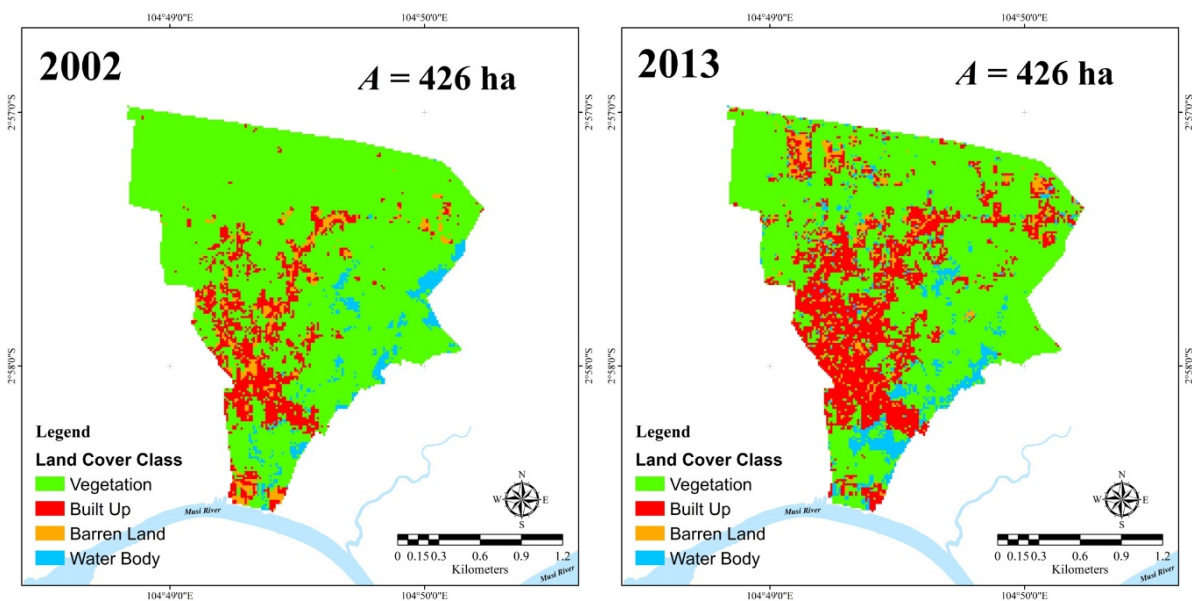 104°49'0"E 104°50'0"E
2002
A = 426 ha
2°57'0"S
2°58'0"S
Legend
Land Cover Class
Vegetation
Built Up
Barren Land
Water Body
Musi River
N
W E
S
0 0.15 0.3 0.6 0.9 1.2
Kilometers
Musi River
104°49'0"E 104°50'0"E
104°49'0"E 104°50'0"E
2013
A = 426 ha
2°57'0"S
2°58'0"S
Legend
Land Cover Class
Vegetation
Built Up
Barren Land
Water Body
Musi River
N
W E
S
0 0.15 0.3 0.6 0.9 1.2
Kilometers
Musi River
104°49'0"E 104°50'0"E